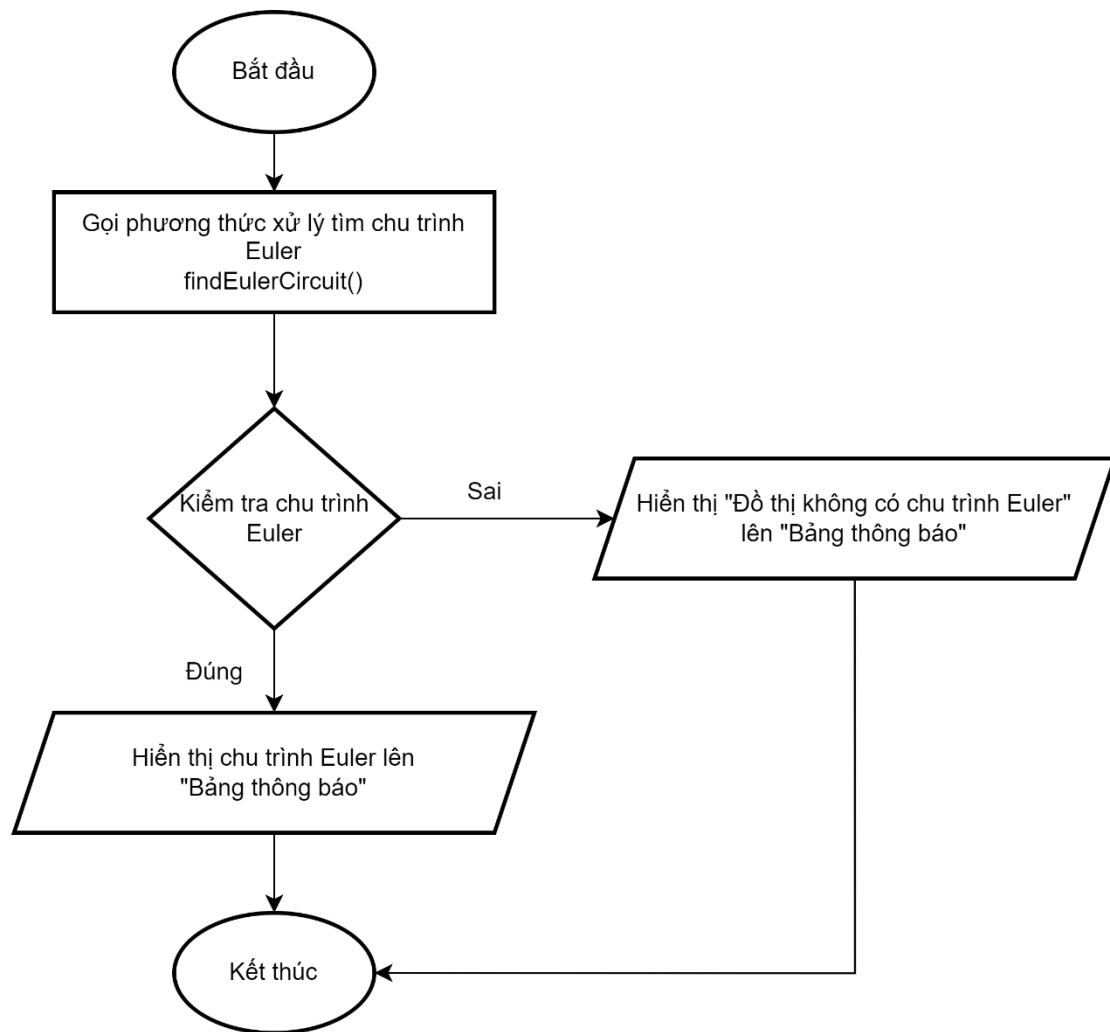 Bắt đầu
Gọi phương thức xử lý tìm chu trình
Euler
findEulerCircuit()
Kiểm tra chu trình
Euler
Sai
Hiển thị "Đồ thị không có chu trình Euler"
lên "Bảng thông báo"
Đúng
Hiển thị chu trình Euler lên
"Bảng thông báo"
Kết thúc